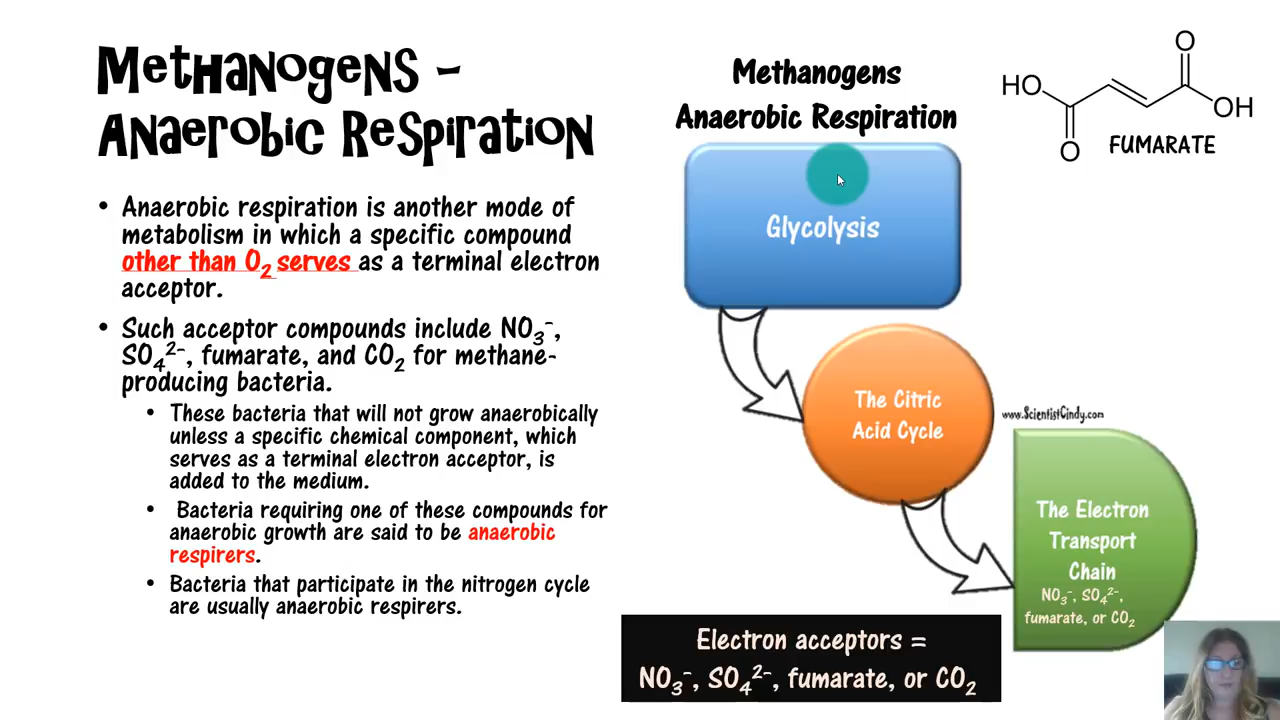 Methanogens –
Anaerobic Respiration
• Anaerobic respiration is another mode of
metabolism in which a specific compound
other than O₂ serves as a terminal electron
acceptor.
• Such acceptor compounds include NO₃⁻,
SO₄²⁻, fumarate, and CO₂ for methane-
producing bacteria.
• These bacteria that will not grow anaerobically
unless a specific chemical component, which
serves as a terminal electron acceptor, is
added to the medium.
• Bacteria requiring one of these compounds for
anaerobic growth are said to be anaerobic
respirers.
• Bacteria that participate in the nitrogen cycle
are usually anaerobic respirers.
Methanogens
Anaerobic Respiration
Glycolysis
The Citric
Acid Cycle
www.ScientistCindy.com
The Electron
Transport
Chain
NO₃⁻, SO₄²⁻,
fumarate, or CO₂
Electron acceptors =
NO₃⁻, SO₄²⁻, fumarate, or CO₂
O
HO
OH
O
FUMARATE